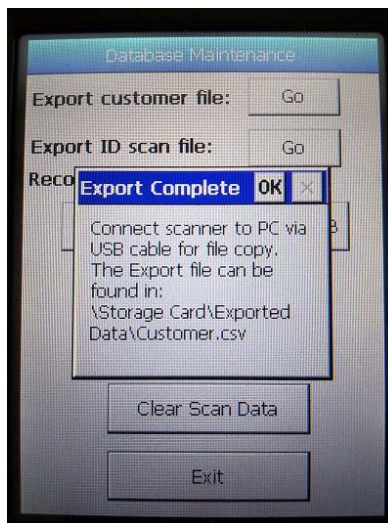 Database Maintenance
Export customer file: Go
Export ID scan file: Go
Reco
Export Complete OK ×
Connect scanner to PC via
USB cable for file copy.
The Export file can be
found in:
\Storage Card\Exported
Data\Customer.csv
Clear Scan Data
Exit